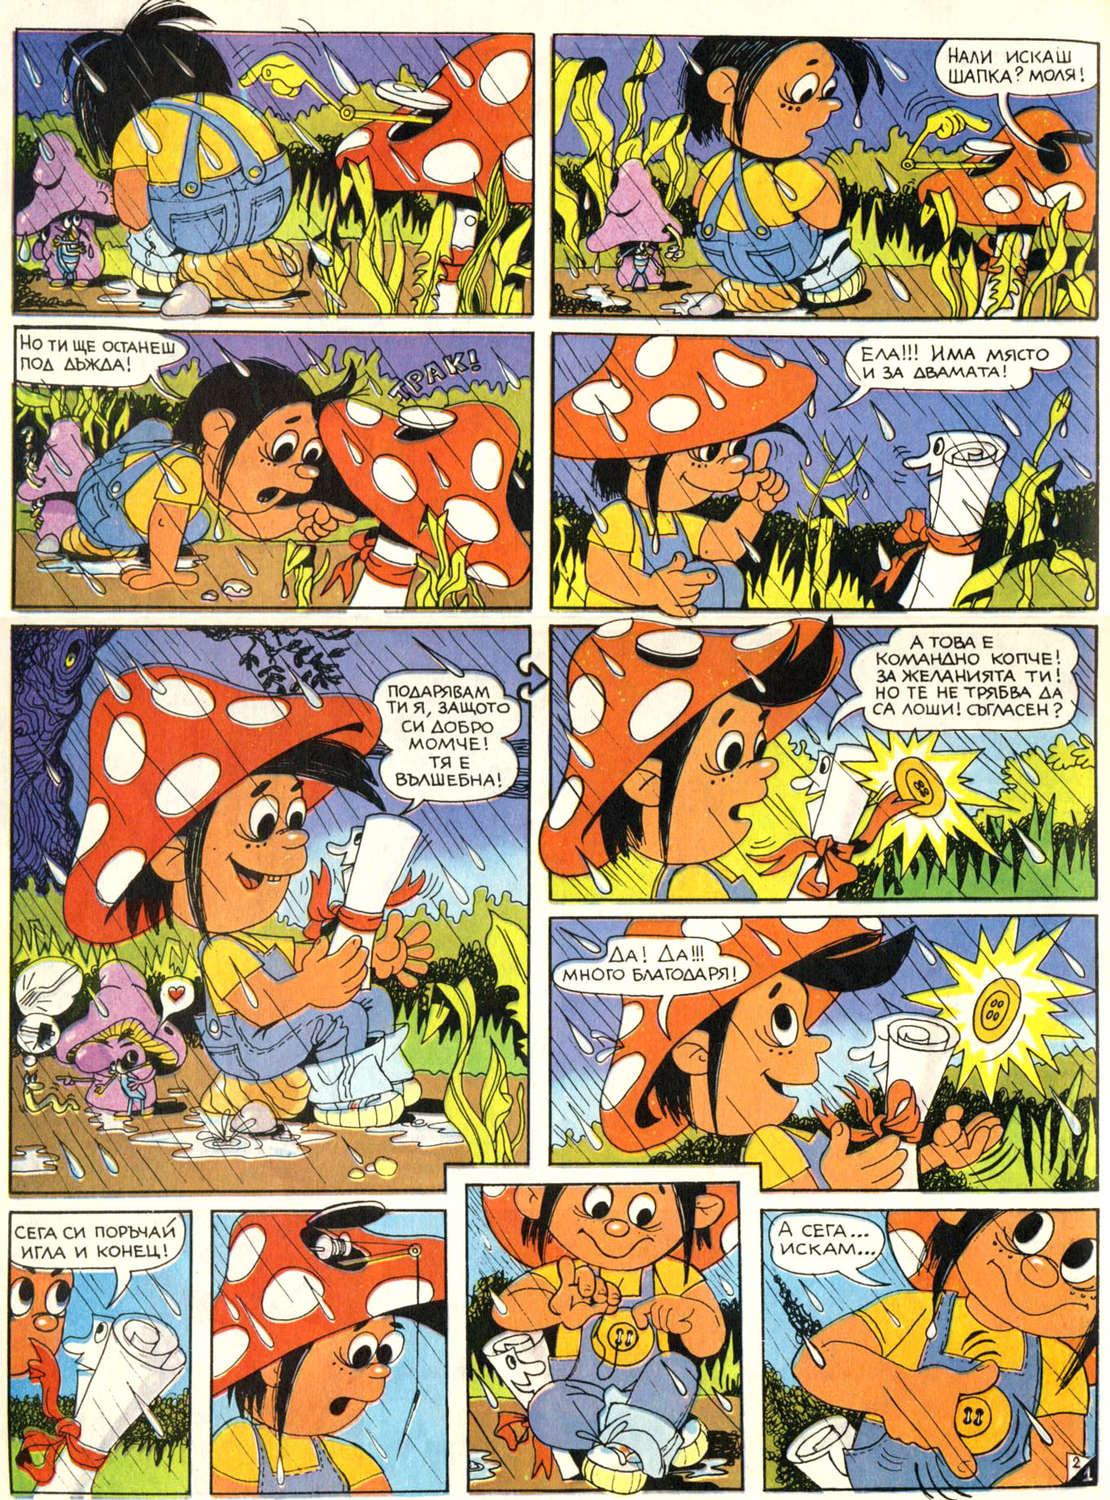 НАЛИ ИСКАШ
ШАПКА? МОЛЯ!
НО ТИ ЩЕ ОСТАНЕШ
ПОД ДЪЖДА!
ТРАК!
ЕЛА!!! ИМА МЯСТО
И ЗА ДВАМАТА!
ПОДАРЯВАМ
ТИ Я, ЗАЩОТО
СИ ДОБРО
МОМЧЕ!
ТЯ Е
ВЪЛШЕБНА!
А ТОВА Е
КОМАНДНО КОПЧЕ!
ЗА ЖЕЛАНИЯТА ТИ!
НО ТЕ НЕ ТРЯБВА ДА
СА ЛОШИ! СЪГЛАСЕН?
ДА! ДА!!!
МНОГО БЛАГОДАРЯ!
СЕГА СИ ПОРЪЧАЙ
ИГЛА И КОНЕЦ!
А СЕГА...
ИСКАМ...
2
1